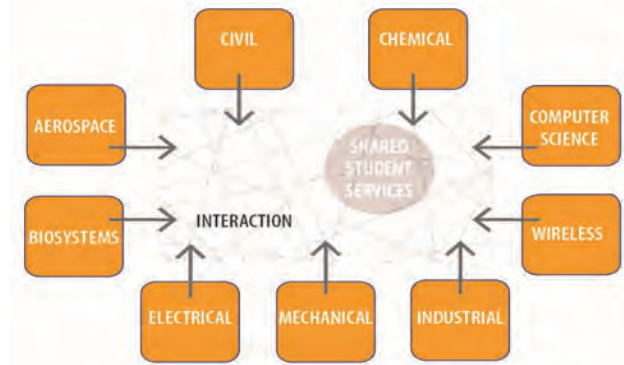 CIVIL
CHEMICAL
AEROSPACE
COMPUTER
SCIENCE
SHARED
STUDENT
SERVICES
BIOSYSTEMS
INTERACTION
WIRELESS
ELECTRICAL
MECHANICAL
INDUSTRIAL